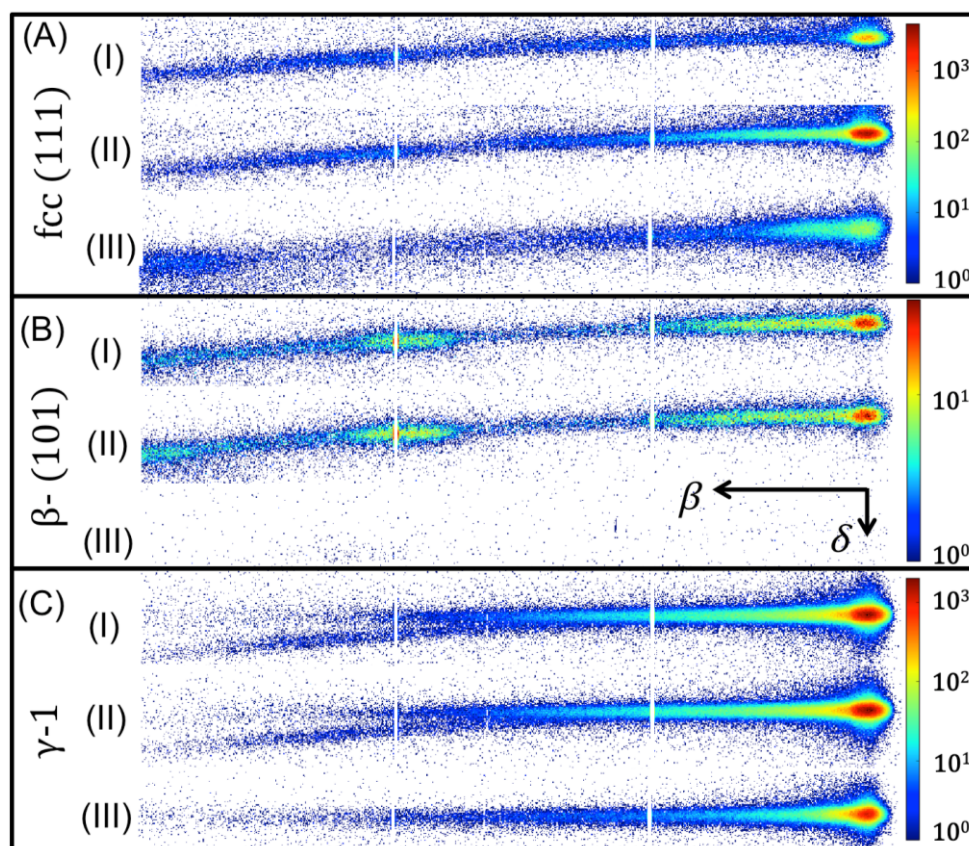 (A)
fcc (111)
(I)
(II)
(III)
10³
10²
10¹
10⁰
(B)
β- (101)
(I)
(II)
(III)
β
δ
10¹
10⁰
(C)
γ-1
(I)
(II)
(III)
10³
10²
10¹
10⁰